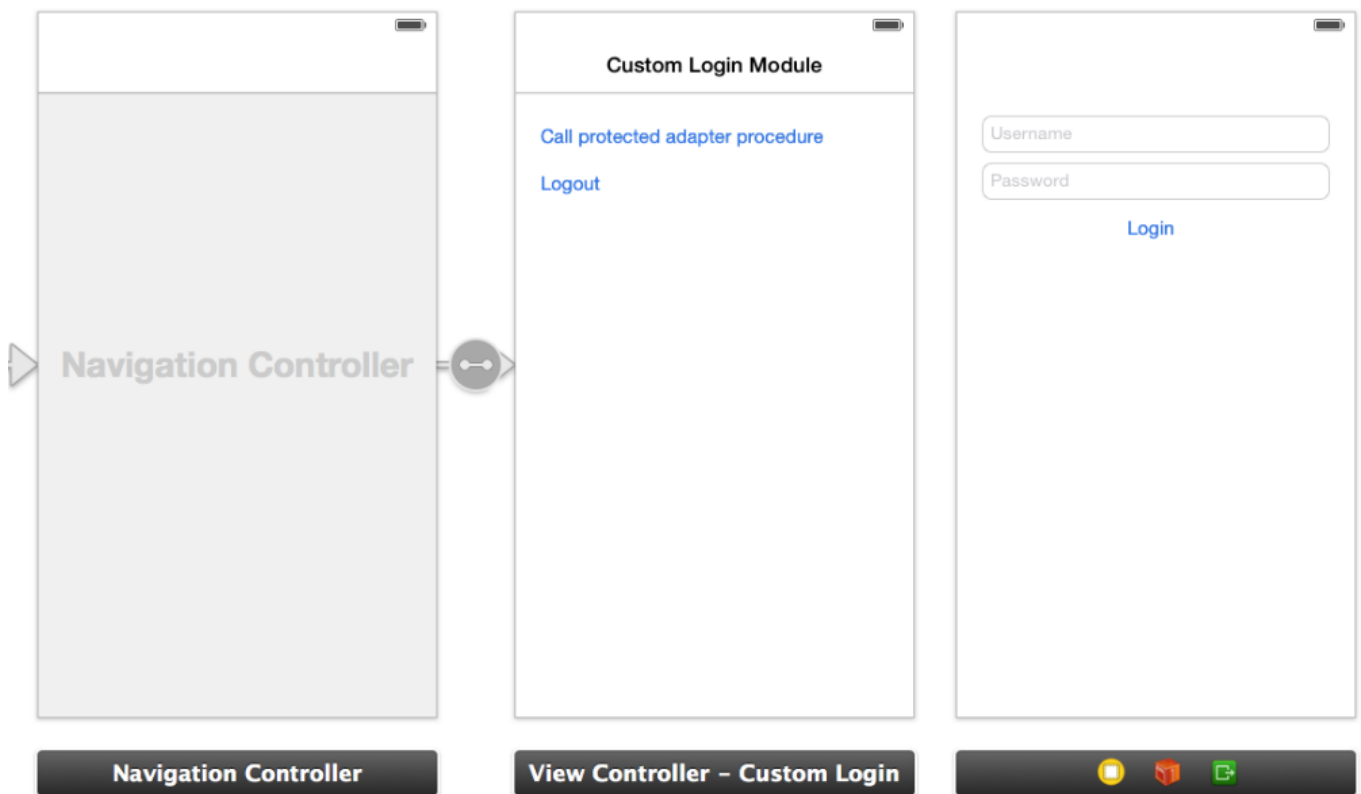 Navigation Controller
Navigation Controller
Custom Login Module
Call protected adapter procedure
Logout
View Controller – Custom Login
Username
Password
Login